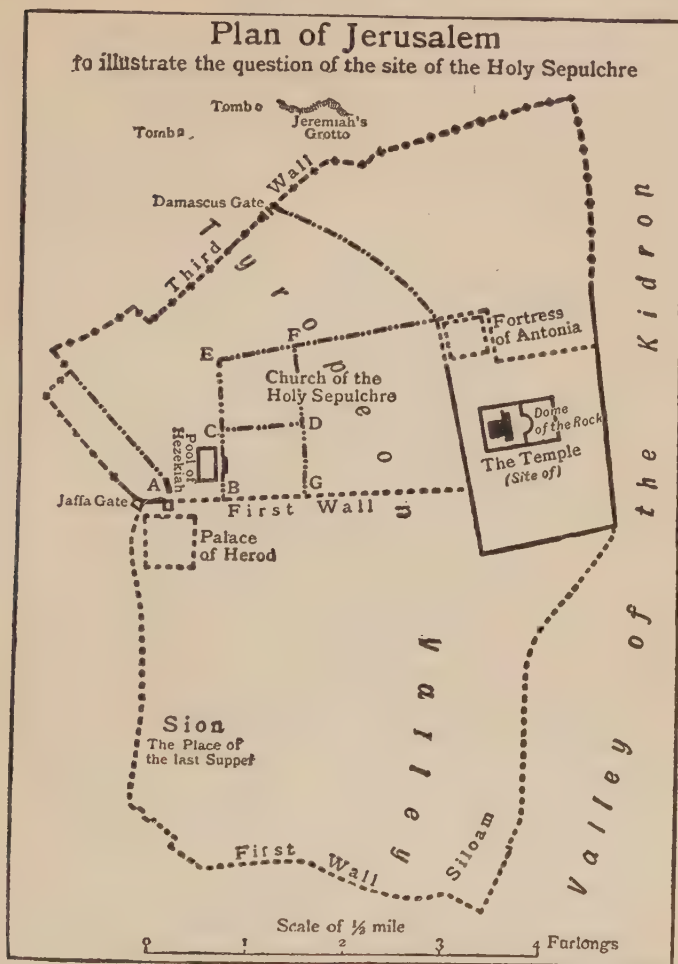 Plan of Jerusalem
to illustrate the question of the site of the Holy Sepulchre
Tombo
Jeremiah's
Grotto
Tombo
Damascus Gate
Third Wall
Tyropoeon Valley
Valley of the Kidron
Fortress
of Antonia
E
F
Church of the
Holy Sepulchre
C
D
Pool of
Hezekiah
Dome
of the Rock
The Temple
(Site of)
A
B
G
Jaffa Gate
First Wall
Palace
of Herod
Sion
The Place of
the last Supper
Siloam
First Wall
Scale of ½ mile
0 1 2 3 4 Furlongs